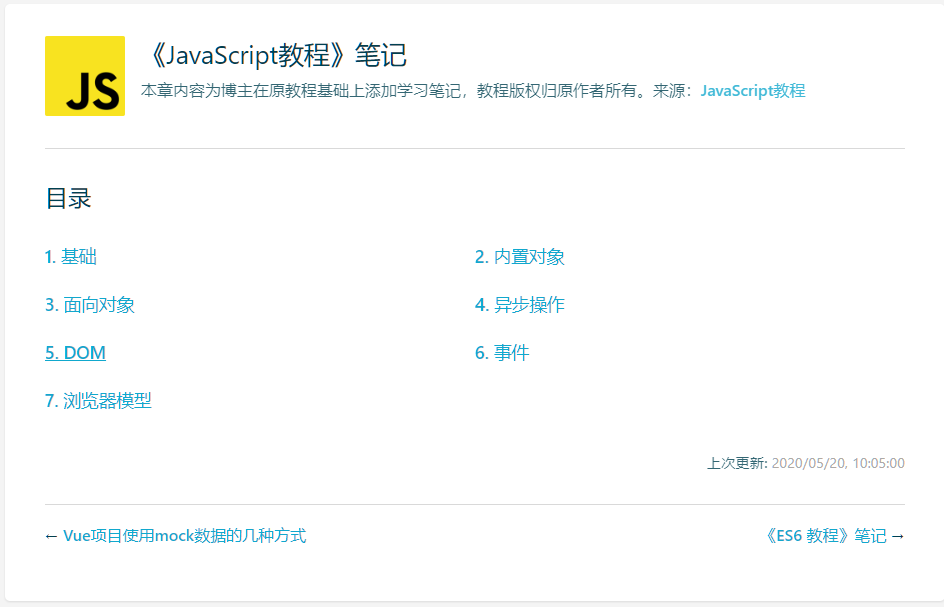 JS
《JavaScript教程》笔记
本章内容为博主在原教程基础上添加学习笔记，教程版权归原作者所有。来源：JavaScript教程
目录
1. 基础
2. 内置对象
3. 面向对象
4. 异步操作
5. DOM
6. 事件
7. 浏览器模型
上次更新: 2020/05/20, 10:05:00
← Vue项目使用mock数据的几种方式
《ES6 教程》笔记 →